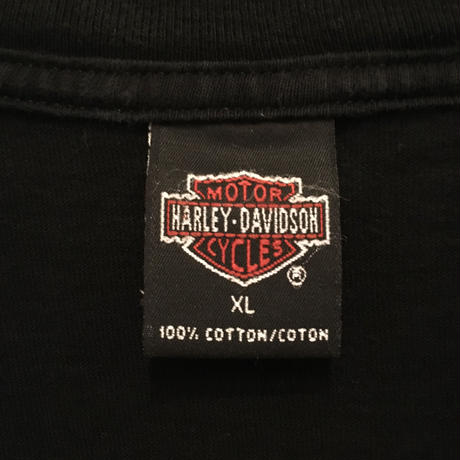 MOTOR
HARLEY-DAVIDSON
CYCLES
®
XL
100% COTTON/COTON